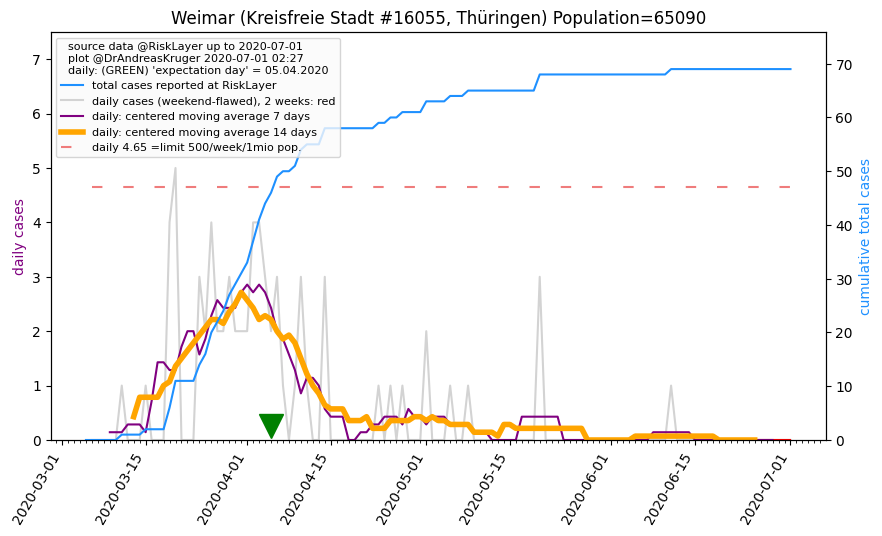 Weimar (Kreisfreie Stadt #16055, Thüringen) Population=65090
source data @RiskLayer up to 2020-07-01
plot @DrAndreasKruger 2020-07-01 02:27
daily: (GREEN) 'expectation day' = 05.04.2020
total cases reported at RiskLayer
daily cases (weekend-flawed), 2 weeks: red
daily: centered moving average 7 days
daily: centered moving average 14 days
daily 4.65 =limit 500/week/1mio pop.
daily cases
7
6
5
4
3
2
1
0
cumulative total cases
70
60
50
40
30
20
10
0
2020-03-01
2020-03-15
2020-04-01
2020-04-15
2020-05-01
2020-05-15
2020-06-01
2020-06-15
2020-07-01